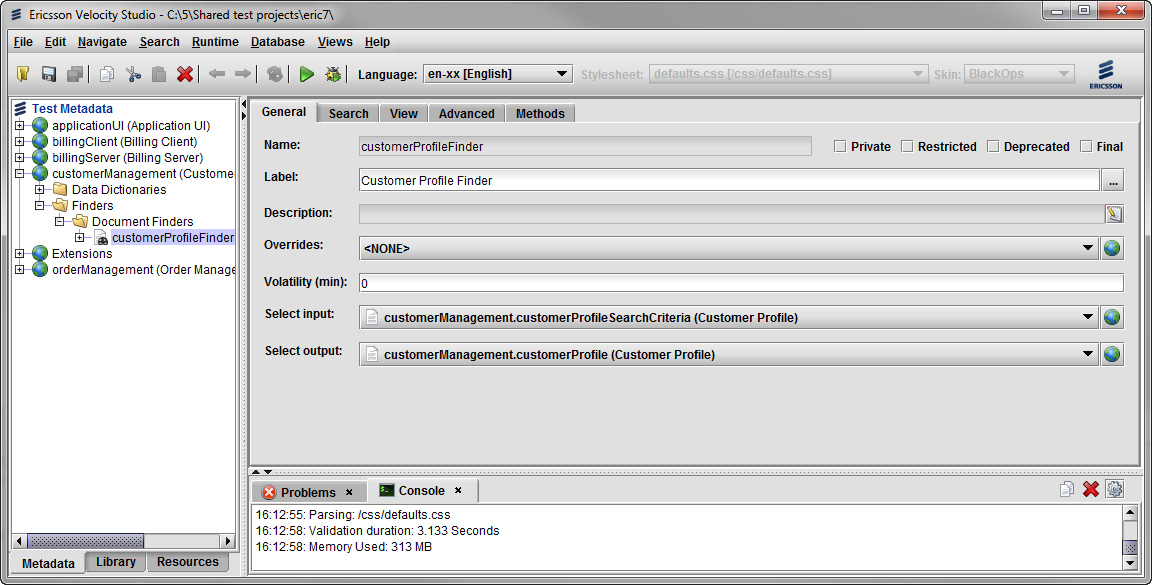 Ericsson Velocity Studio - C:\5\Shared test projects\eric7\
File Edit Navigate Search Runtime Database Views Help
Language: en-xx [English] Stylesheet: defaults.css [/css/defaults.css] Skin: BlackOps
ERICSSON
Test Metadata
applicationUI (Application UI)
billingClient (Billing Client)
billingServer (Billing Server)
customerManagement (Custome
Data Dictionaries
Finders
Document Finders
customerProfileFinder
Extensions
orderManagement (Order Manage
Metadata Library Resources
General Search View Advanced Methods
Name: customerProfileFinder Private Restricted Deprecated Final
Label: Customer Profile Finder ...
Description:
Overrides: <NONE>
Volatility (min): 0
Select input: customerManagement.customerProfileSearchCriteria (Customer Profile)
Select output: customerManagement.customerProfile (Customer Profile)
Problems × Console ×
16:12:55: Parsing: /css/defaults.css
16:12:58: Validation duration: 3.133 Seconds
16:12:58: Memory Used: 313 MB